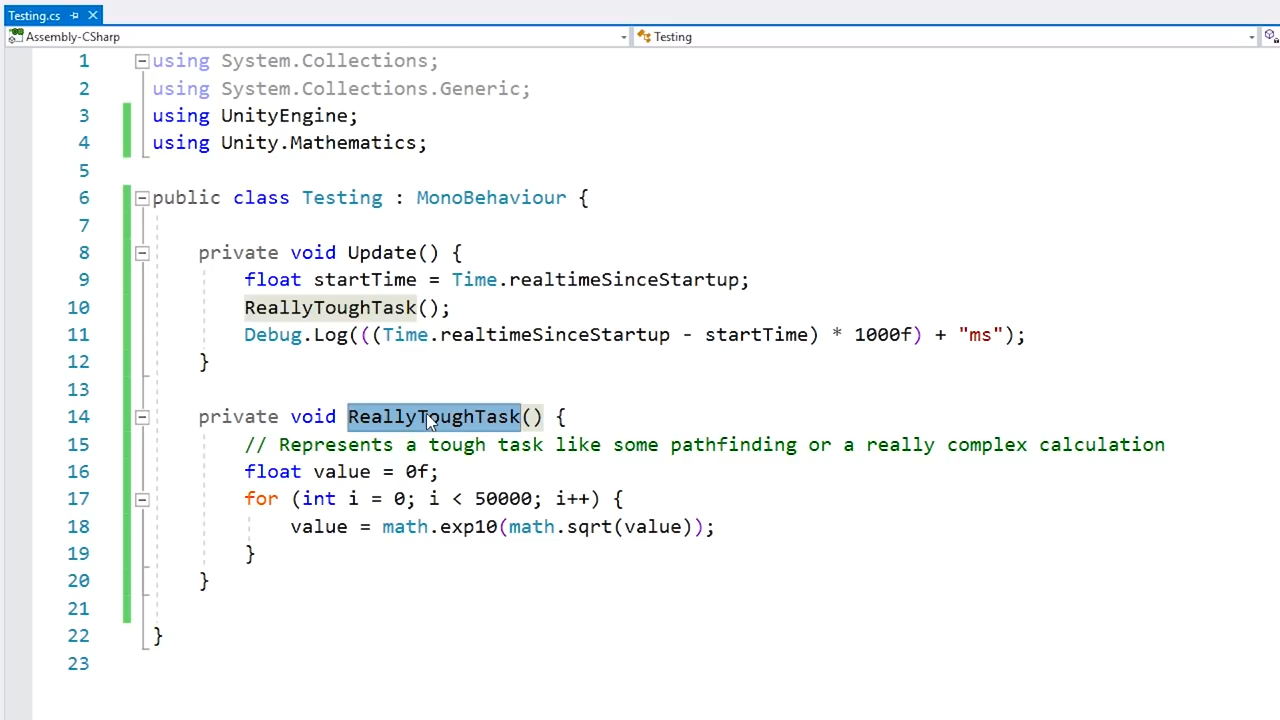 Testing.cs
Assembly-CSharp
Testing
1 using System.Collections;
2 using System.Collections.Generic;
3 using UnityEngine;
4 using Unity.Mathematics;
5
6 public class Testing : MonoBehaviour {
7
8 private void Update() {
9 float startTime = Time.realtimeSinceStartup;
10 ReallyToughTask();
11 Debug.Log(((Time.realtimeSinceStartup - startTime) * 1000f) + "ms");
12 }
13
14 private void ReallyToughTask() {
15 // Represents a tough task like some pathfinding or a really complex calculation
16 float value = 0f;
17 for (int i = 0; i < 50000; i++) {
18 value = math.exp10(math.sqrt(value));
19 }
20 }
21
22 }
23